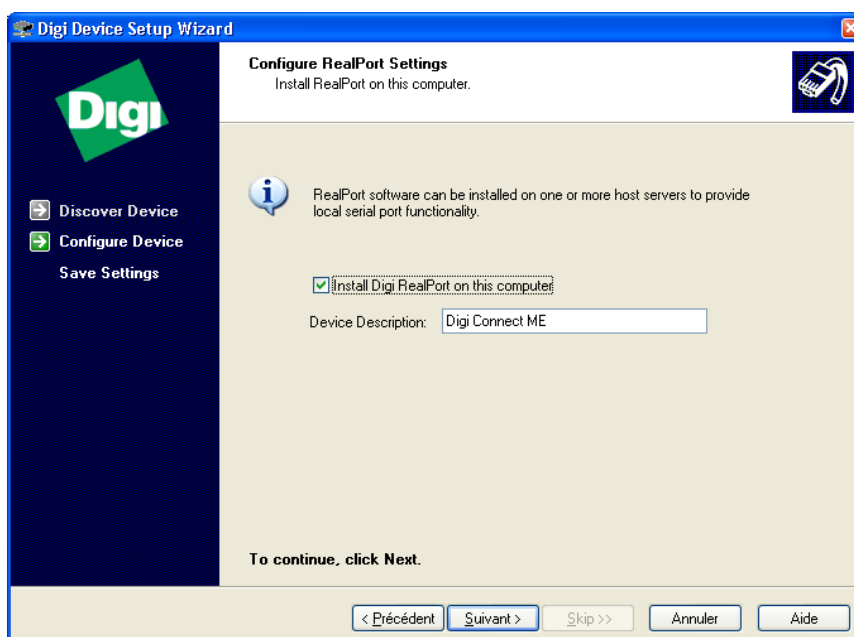 Digi Device Setup Wizard
Configure RealPort Settings
Install RealPort on this computer.
Digi
Discover Device
Configure Device
Save Settings
RealPort software can be installed on one or more host servers to provide
local serial port functionality.
Install Digi RealPort on this computer
Device Description: Digi Connect ME
To continue, click Next.
< Précédent Suivant > Skip >> Annuler Aide